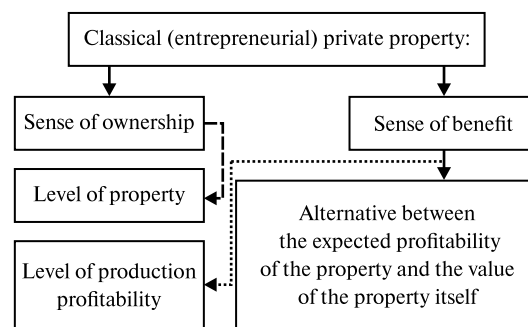 Classical (entrepreneurial) private property:
Sense of ownership
Sense of benefit
Level of property
Alternative between
the expected profitability
of the property and the value
of the property itself
Level of production
profitability